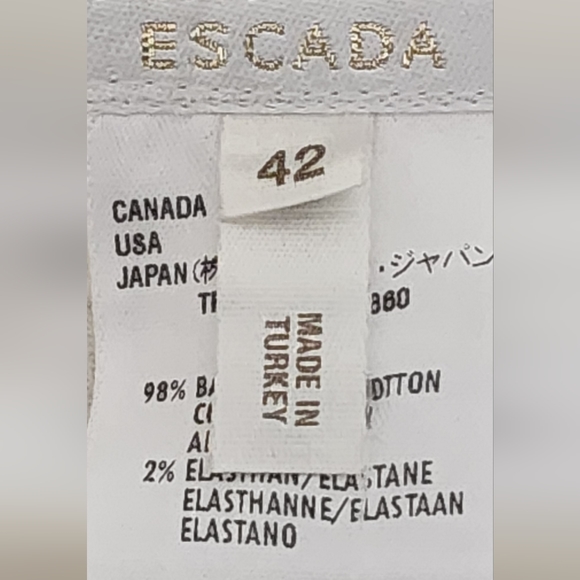 ESCADA
42
CANADA
USA
JAPAN (株 ・ジャパン
860
MADE IN
TURKEY
98% OTTON
2% ELASTHAN/ELASTANE
ELASTHANNE/ELASTAAN
ELASTANO